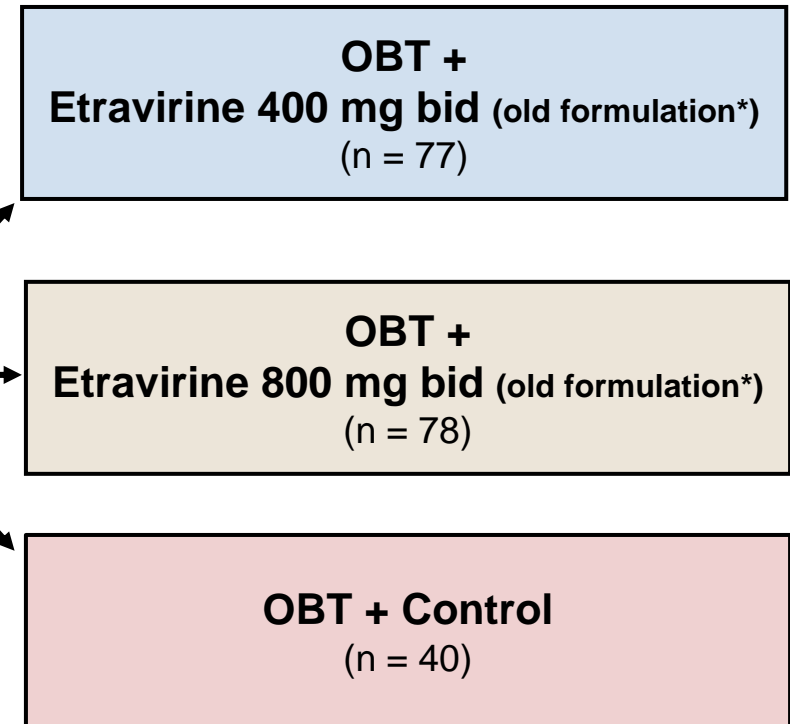 OBT +
Etravirine 400 mg bid (old formulation*)
(n = 77)
OBT +
Etravirine 800 mg bid (old formulation*)
(n = 78)
OBT + Control
(n = 40)